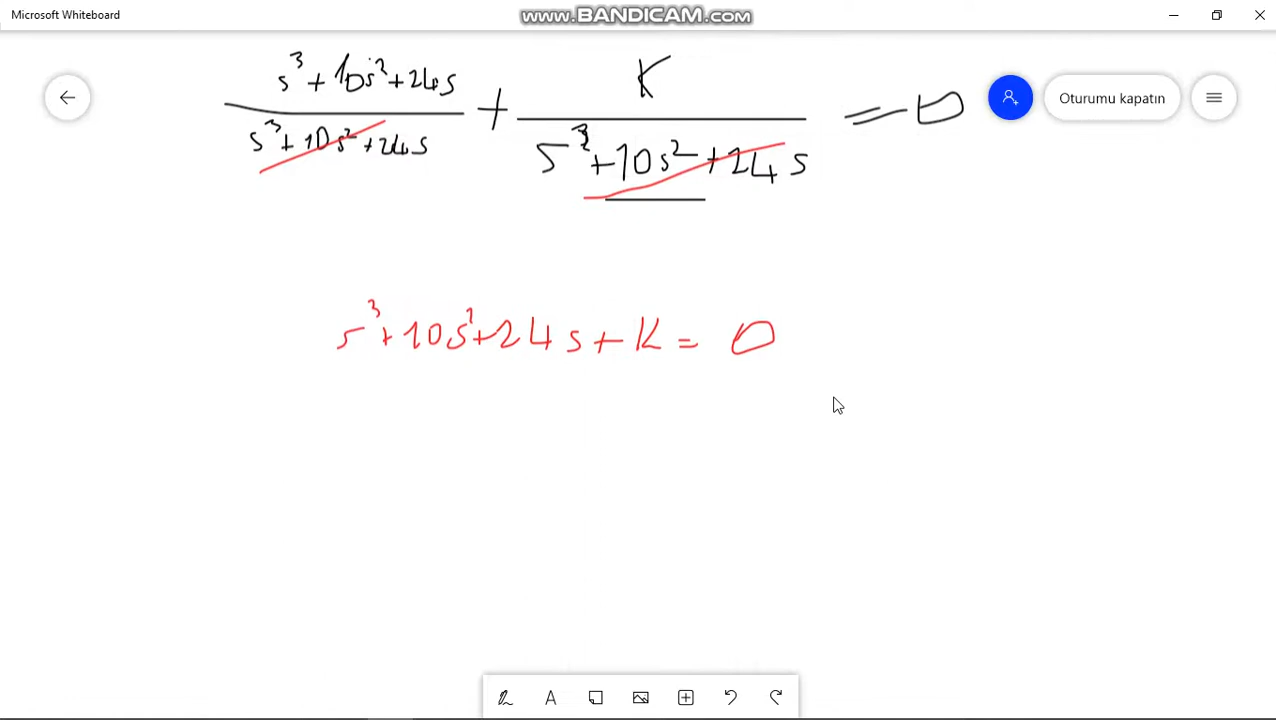 Microsoft Whiteboard
www.BANDICAM.com
s³+10s²+24s
s³+10s²+24s
+
K
s³+10s²+24s
=0
Oturumu kapatın
s³+10s²+24s+K=0
A